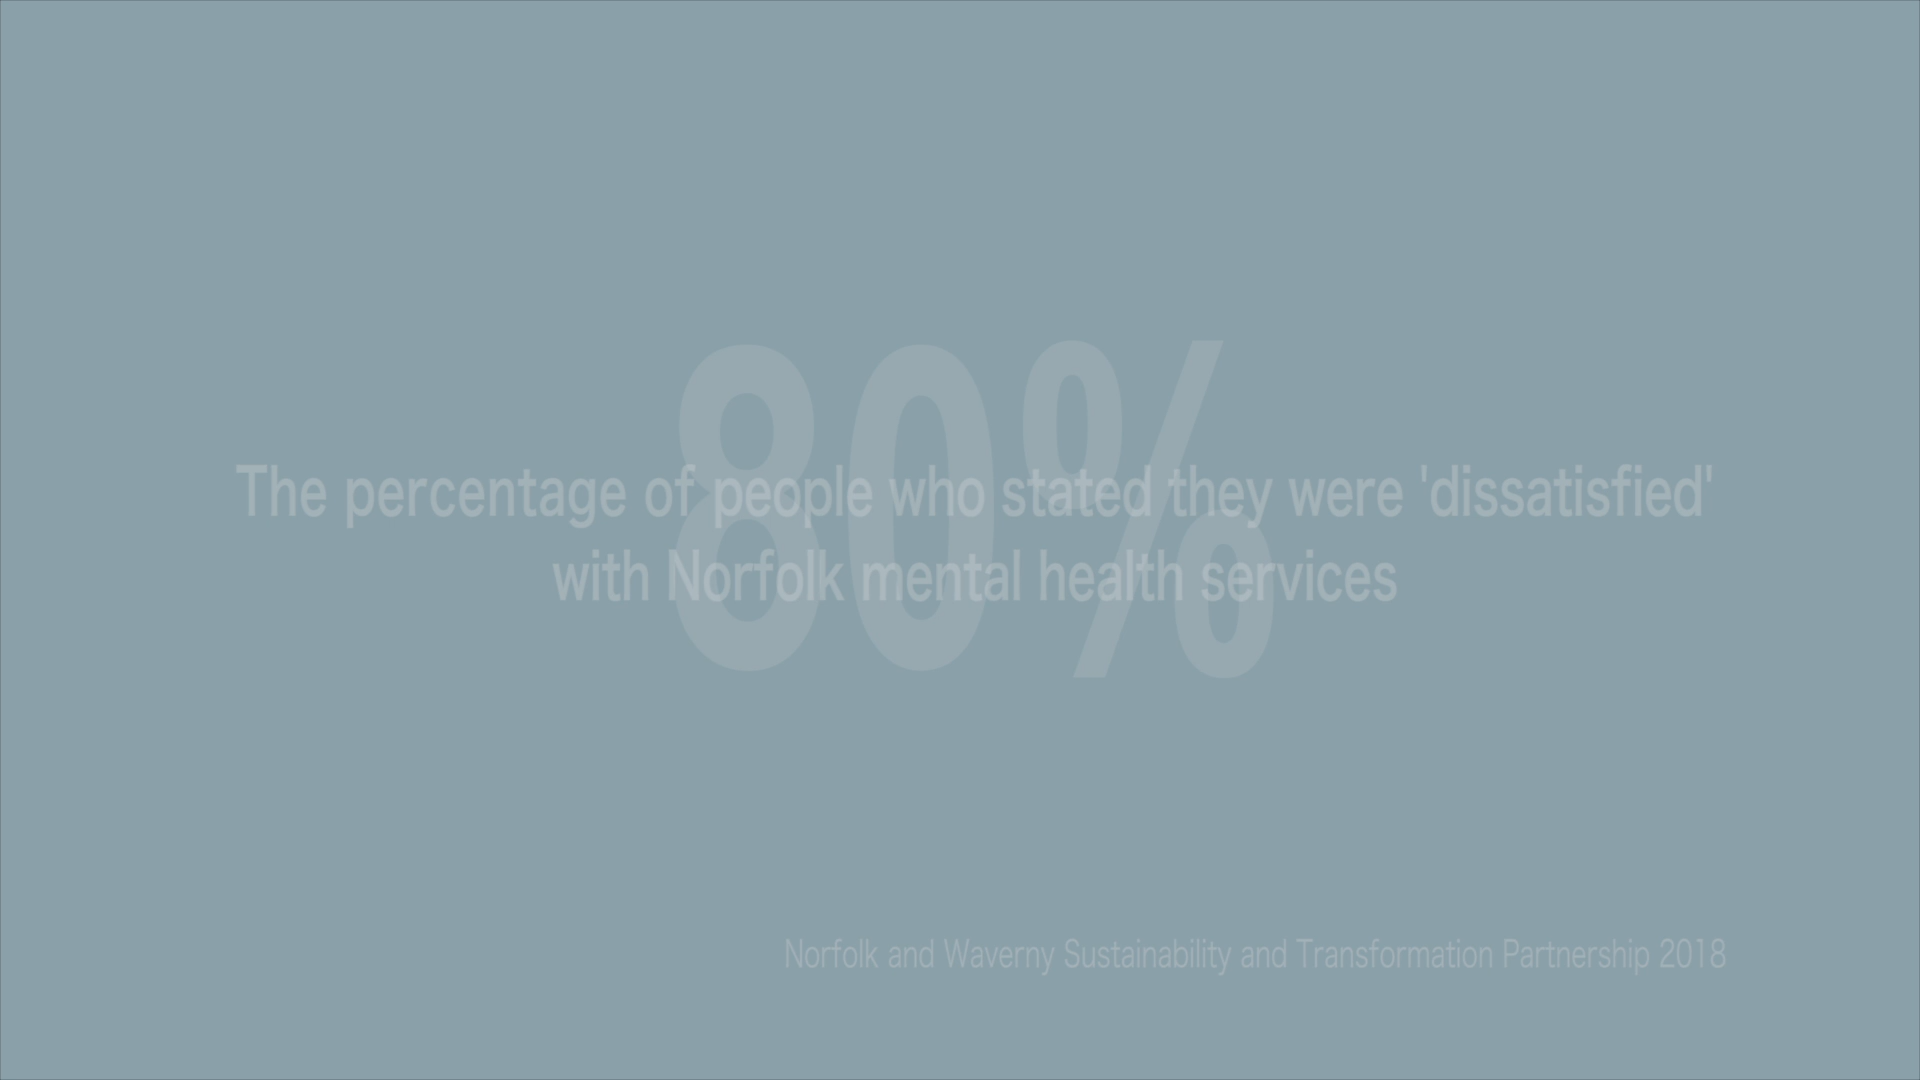 80%
The percentage of people who stated they were 'dissatisfied'
with Norfolk mental health services
Norfolk and Waverny Sustainability and Transformation Partnership 2018